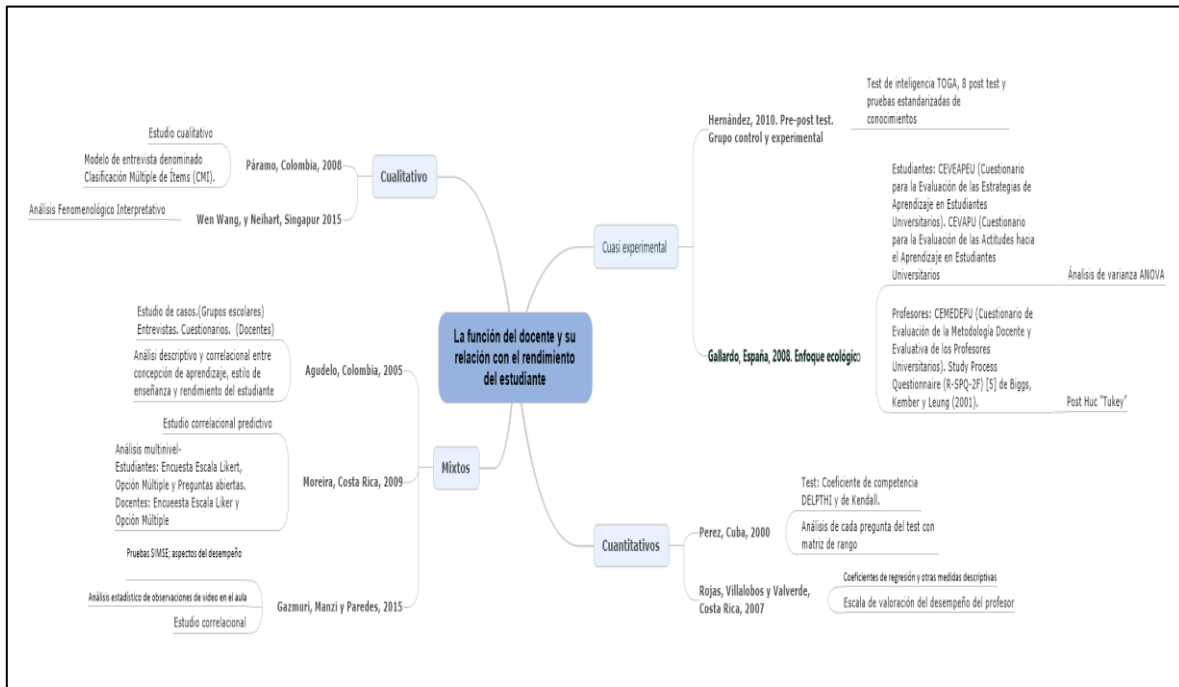 La función del docente y su
relación con el rendimiento
del estudiante
Cualitativo
Páramo, Colombia, 2008
Estudio cualitativo
Modelo de entrevista denominado
Clasificación Múltiple de Ítems (CMI).
Wen Wang, y Neihart, Singapur 2015
Análisis Fenomenológico Interpretativo
Mixtos
Agudelo, Colombia, 2005
Estudio de casos.(Grupos escolares)
Entrevistas. Cuestionarios. (Docentes)
Análisi descriptivo y correlacional entre
concepción de aprendizaje, estilo de
enseñanza y rendimiento del estudiante
Moreira, Costa Rica, 2009
Estudio correlacional predictivo
Análisis multinivel-
Estudiantes: Encuesta Escala Likert,
Opción Múltiple y Preguntas abiertas.
Docentes: Encueesta Escala Liker y
Opción Múltiple
Gazmuri, Manzi y Paredes, 2015
Pruebas SIMSE; aspectos del desempeño
Análisis estadístico de observaciones de video en el aula
Estudio correlacional
Cuasi experimental
Hernández, 2010. Pre-post test.
Grupo control y experimental
Test de inteligencia TOGA, 8 post test y
pruebas estandarizadas de
conocimientos
Gallardo, España, 2008. Enfoque ecológico
Estudiantes: CEVEAPEU (Cuestionario
para la Evaluación de las Estrategias de
Aprendizaje en Estudiantes
Universitarios). CEVAPU (Cuestionario
para la Evaluación de las Actitudes hacia
el Aprendizaje en Estudiantes
Universitarios
Ánalisis de varianza ANOVA
Profesores: CEMEDEPU (Cuestionario de
Evaluación de la Metodología Docente y
Evaluativa de los Profesores
Universitarios). Study Process
Questionnaire (R-SPQ-2F) [5] de Biggs,
Kember y Leung (2001).
Post Huc "Tukey"
Cuantitativos
Perez, Cuba, 2000
Test: Coeficiente de competencia
DELPTHI y de Kendall.
Análisis de cada pregunta del test con
matriz de rango
Rojas, Villalobos y Valverde,
Costa Rica, 2007
Coeficientes de regresión y otras medidas descriptivas
Escala de valoración del desempeño del profesor